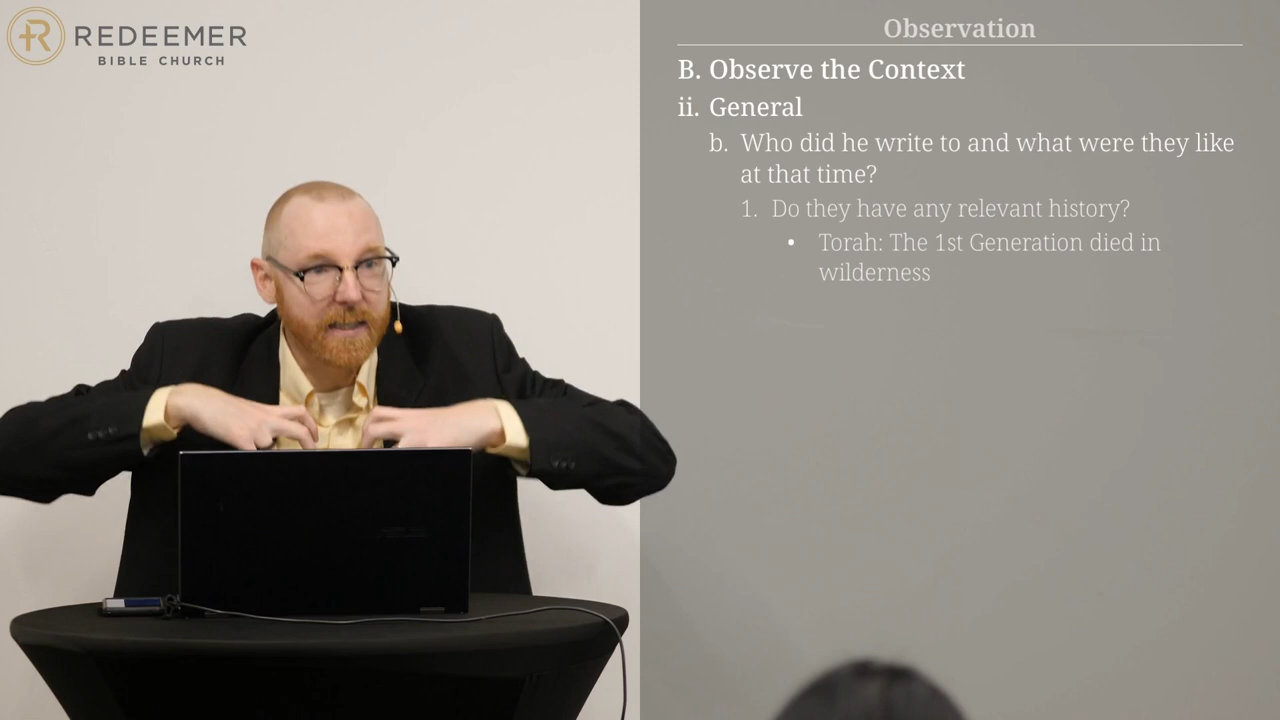 REDEEMER
BIBLE CHURCH
Observation
B. Observe the Context
ii. General
b. Who did he write to and what were they like
at that time?
1. Do they have any relevant history?
• Torah: The 1st Generation died in
wilderness